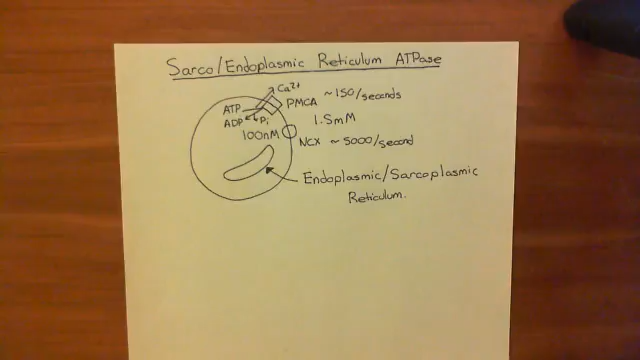 Sarco/Endoplasmic Reticulum ATPase
Ca²⁺
ATP
PMCA ~150/seconds
ADP
Pi
1.5mM
100nM
NCX ~5000/second
Endoplasmic/Sarcoplasmic
Reticulum.